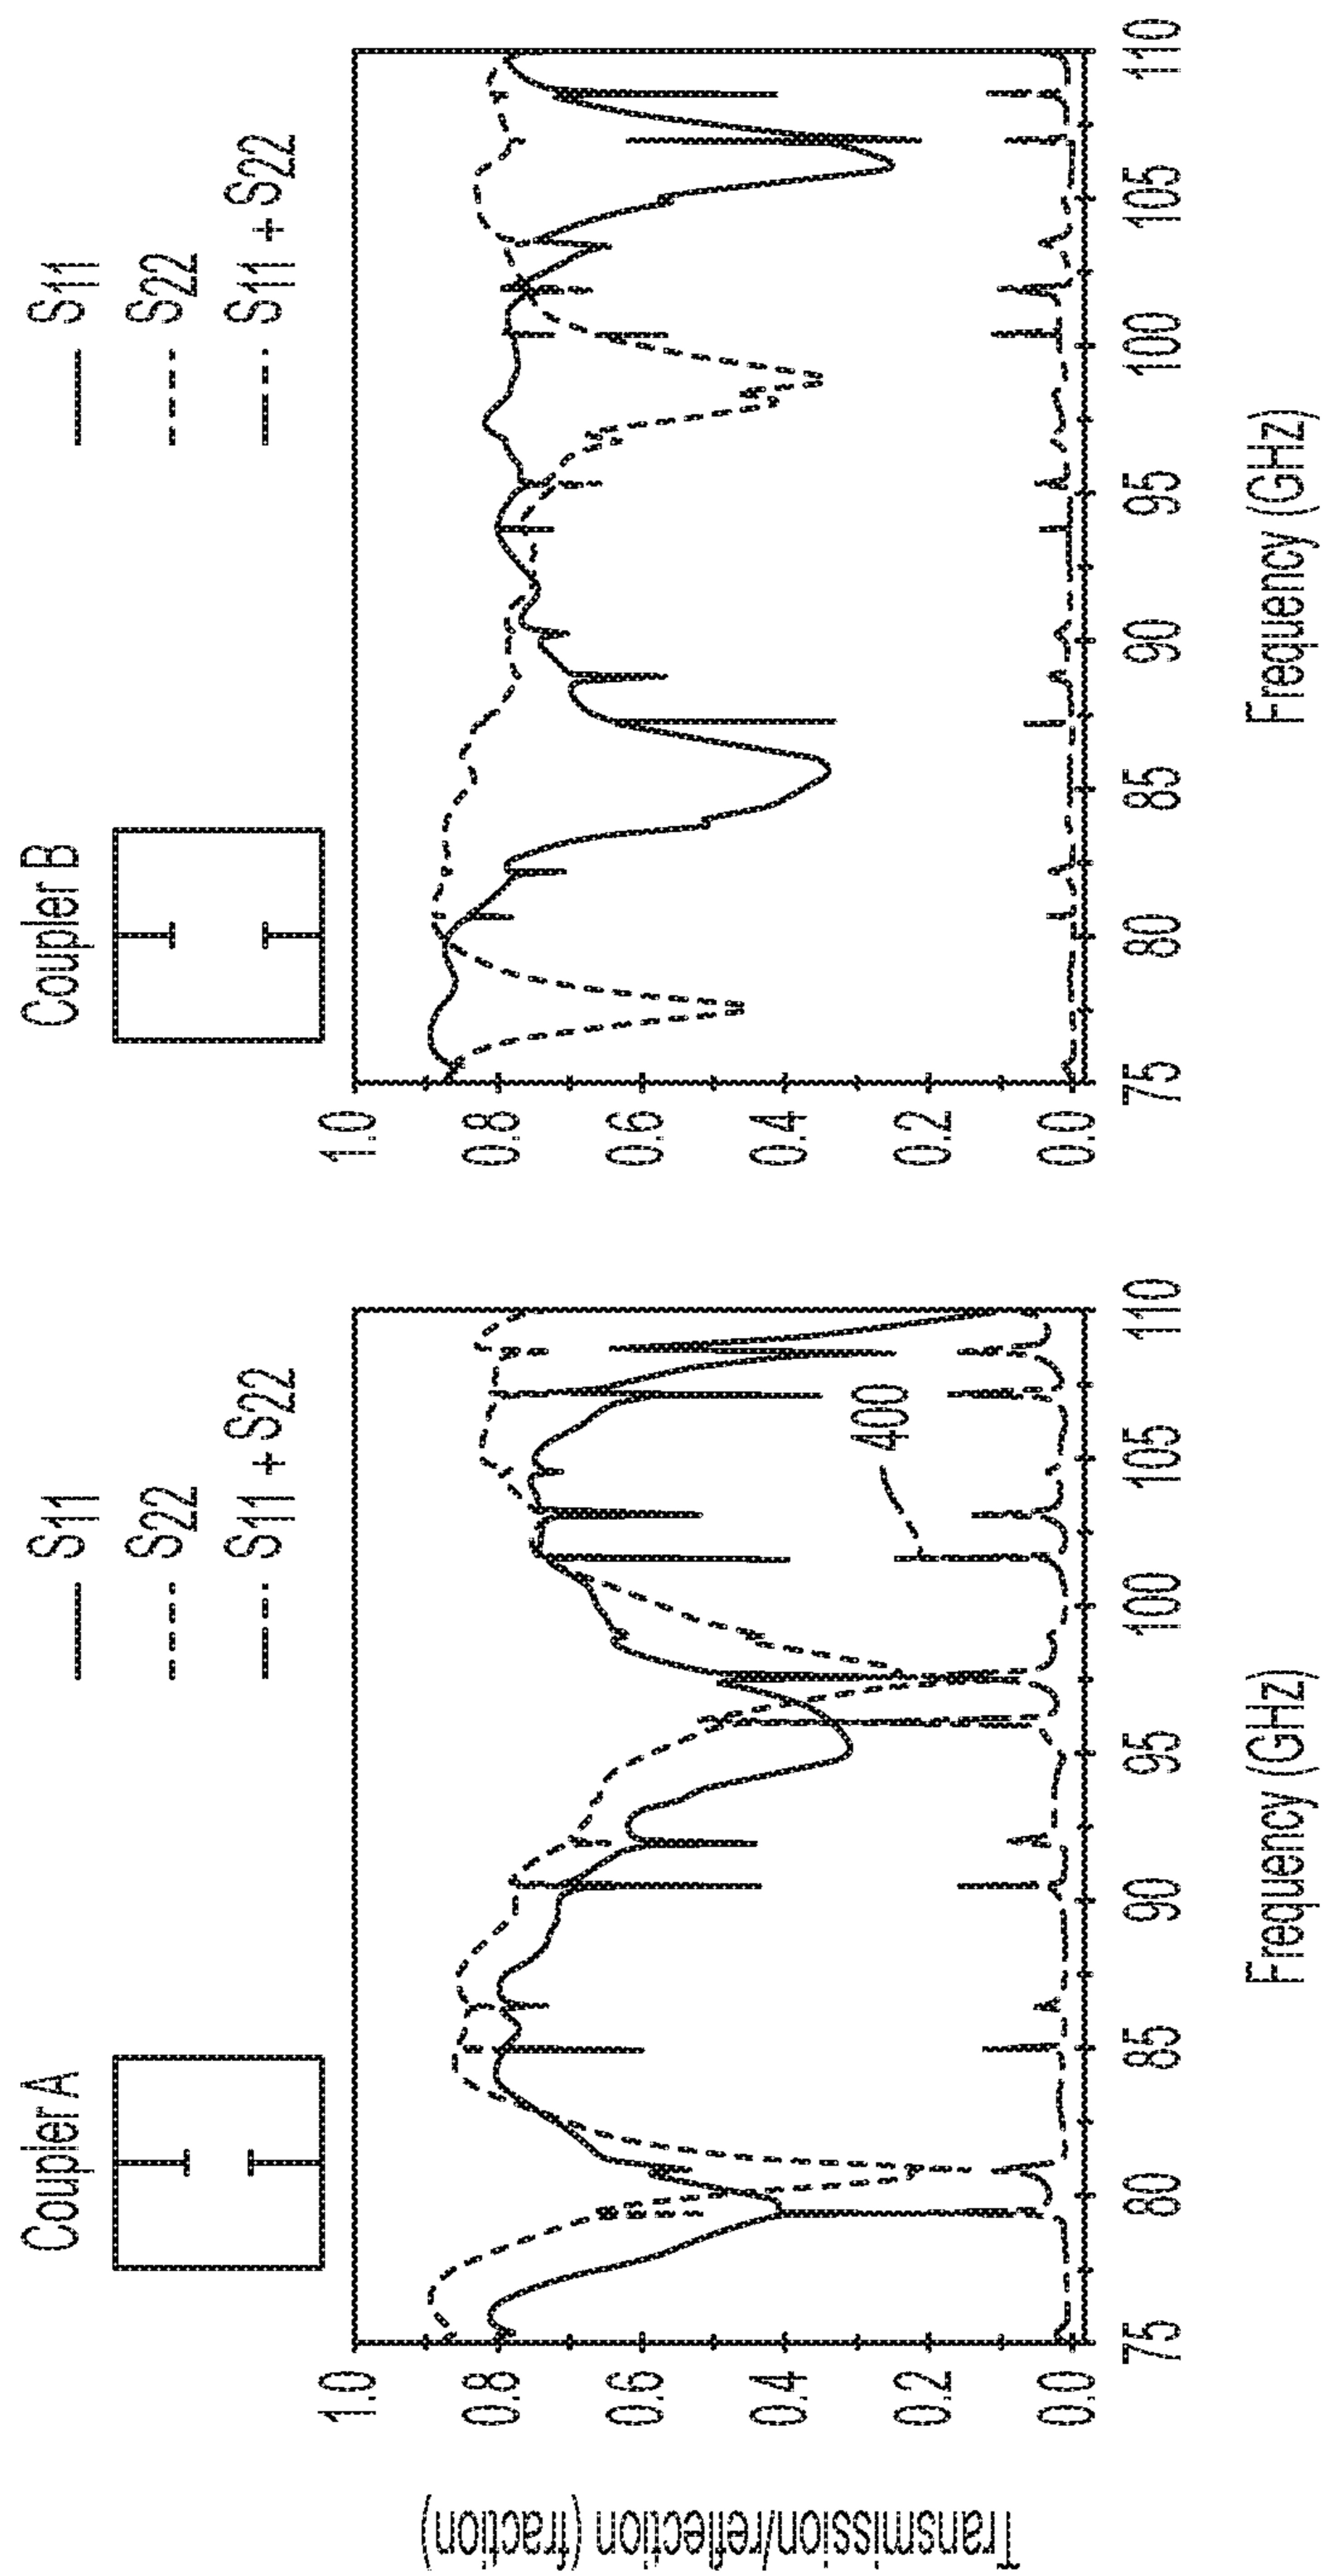 Coupler A
S11
S22
S11 + S22
Transmission/reflection (fraction)
1.0
0.8
0.6
0.4
0.2
0.0
75
80
85
90
95
100
105
110
400
Frequency (GHz)
Coupler B
S11
S22
S11 + S22
1.0
0.8
0.6
0.4
0.2
0.0
75
80
85
90
95
100
105
110
Frequency (GHz)